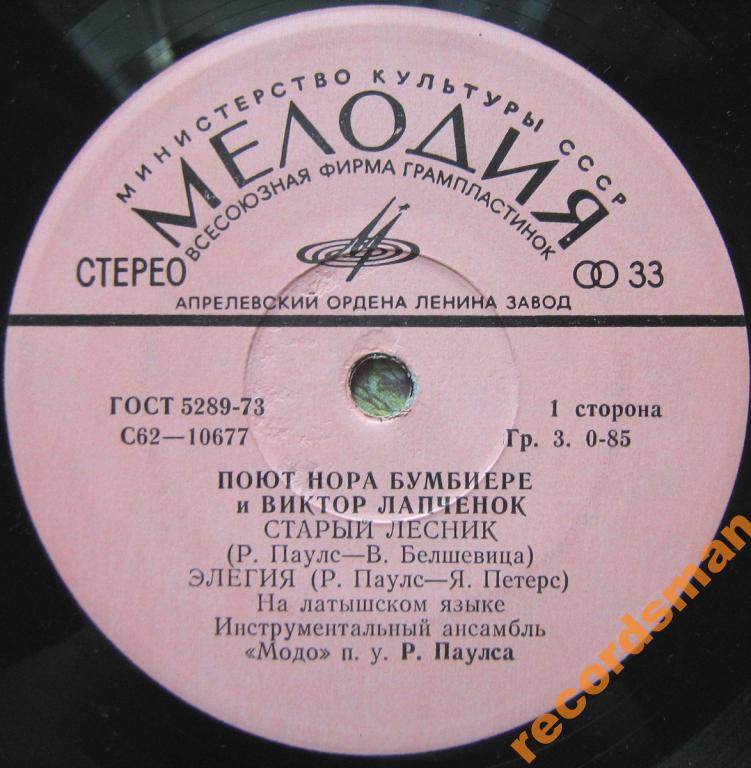 МИНИСТЕРСТВО КУЛЬТУРЫ СССР
МЕЛОДИЯ
ВСЕСОЮЗНАЯ ФИРМА ГРАМПЛАСТИНОК
СТЕРЕО
33
АПРЕЛЕВСКИЙ ОРДЕНА ЛЕНИНА ЗАВОД
ГОСТ 5289-73
1 сторона
С62—10677
Гр. 3. 0-85
ПОЮТ НОРА БУМБИЕРЕ
и ВИКТОР ЛАПЧЕНОК
СТАРЫЙ ЛЕСНИК
(Р. Паулс—В. Белшевица)
ЭЛЕГИЯ (Р. Паулс—Я. Петерс)
На латышском языке
Инструментальный ансамбль
«Модо» п. у. Р. Паулса
recordsman